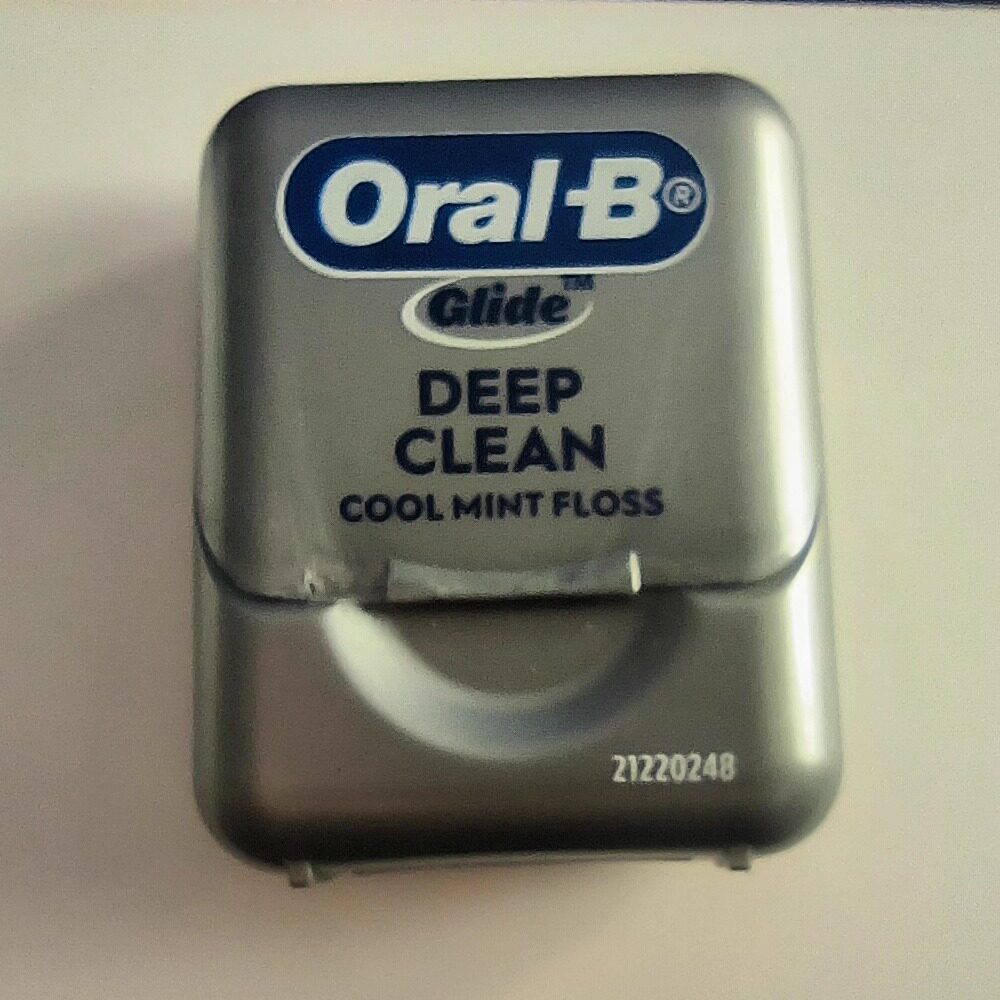 Oral-B®
Glide™
DEEP
CLEAN
COOL MINT FLOSS
21220248